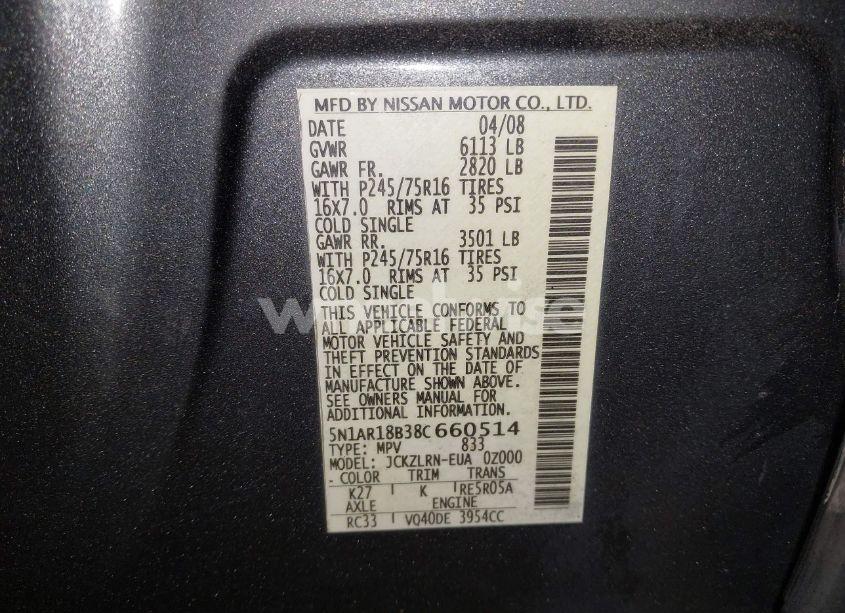 MFD BY NISSAN MOTOR CO., LTD.
DATE 04/08
GVWR 6113 LB
GAWR FR. 2820 LB
WITH P245/75R16 TIRES
16X7.0 RIMS AT 35 PSI
COLD SINGLE
GAWR RR. 3501 LB
WITH P245/75R16 TIRES
16X7.0 RIMS AT 35 PSI
COLD SINGLE
THIS VEHICLE CONFORMS TO
ALL APPLICABLE FEDERAL
MOTOR VEHICLE SAFETY AND
THEFT PREVENTION STANDARDS
IN EFFECT ON THE DATE OF
MANUFACTURE SHOWN ABOVE.
SEE OWNERS MANUAL FOR
ADDITIONAL INFORMATION.
5N1AR18B38C660514
TYPE: MPV 833
MODEL: JCKZLRN-EUA 0Z000
COLOR TRIM TRANS
K27 K RE5R05A
AXLE ENGINE
RC33 VQ40DE 3954CC